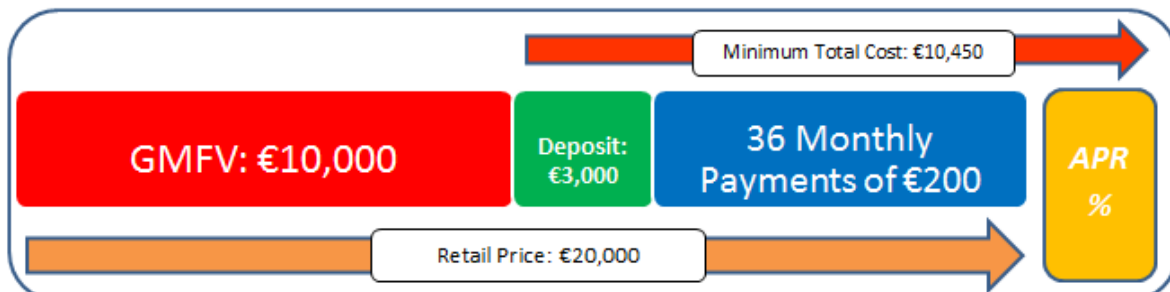 Minimum Total Cost: €10,450
GMFV: €10,000
Deposit:
€3,000
36 Monthly
Payments of €200
APR
%
Retail Price: €20,000